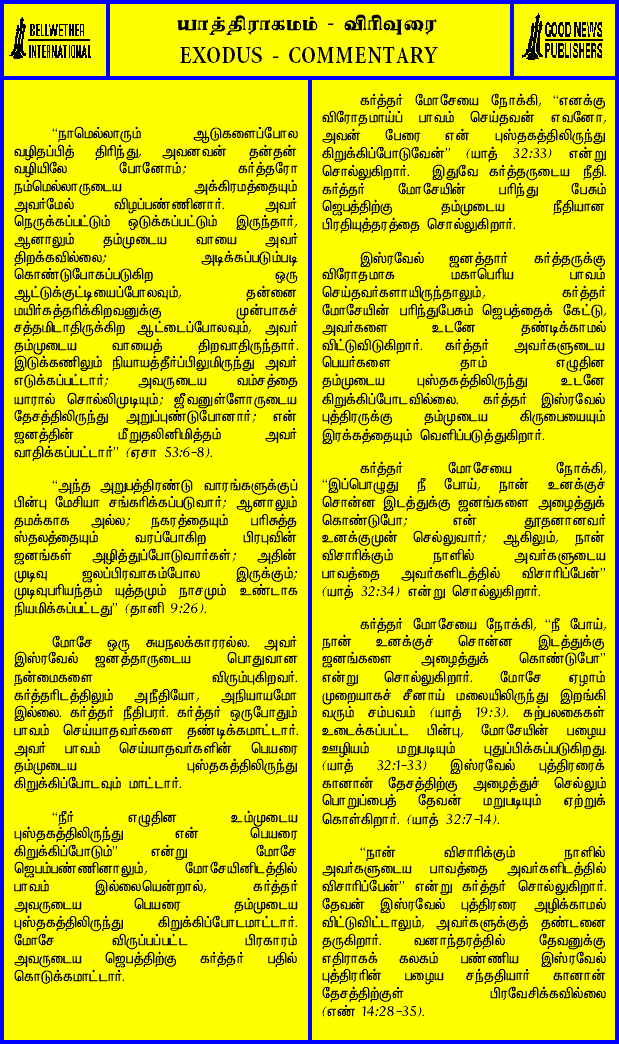 BELLWETHER
INTERNATIONAL
யாத்திராகமம் - விரிவுரை
EXODUS - COMMENTARY
GOOD NEWS
PUBLISHERS
“நாமெல்லாரும் ஆடுகளைப்போல
வழிதப்பித் திரிந்து, அவனவன் தன்தன்
வழியிலே போனோம்; கர்த்தரோ
நம்மெல்லாருடைய அக்கிரமத்தையும்
அவர்மேல் விழப்பண்ணினார். அவர்
நெருக்கப்பட்டும் ஒடுக்கப்பட்டும் இருந்தார்,
ஆனாலும் தம்முடைய வாயை அவர்
திறக்கவில்லை; அடிக்கப்படும்படி
கொண்டுபோகப்படுகிற ஒரு
ஆட்டுக்குட்டியைப்போலவும், தன்னை
மயிர்கத்தரிக்கிறவனுக்கு முன்பாகச்
சத்தமிடாதிருக்கிற ஆட்டைப்போலவும், அவர்
தம்முடைய வாயைத் திறவாதிருந்தார்.
இடுக்கணிலும் நியாயத்தீர்ப்பிலுமிருந்து அவர்
எடுக்கப்பட்டார்; அவருடைய வம்சத்தை
யாரால் சொல்லிமுடியும்; ஜீவனுள்ளோருடைய
தேசத்திலிருந்து அறுப்புண்டுபோனார்; என்
ஜனத்தின் மீறுதலினிமித்தம் அவர்
வாதிக்கப்பட்டார்” (ஏசா 53:6-8).
“அந்த அறுபத்திரண்டு வாரங்களுக்குப்
பின்பு மேசியா சங்கரிக்கப்படுவார்; ஆனாலும்
தமக்காக அல்ல; நகரத்தையும் பரிசுத்த
ஸ்தலத்தையும் வரப்போகிற பிரபுவின்
ஜனங்கள் அழித்துப்போடுவார்கள்; அதின்
முடிவு ஜலப்பிரவாகம்போல இருக்கும்;
முடிவுபரியந்தம் யுத்தமும் நாசமும் உண்டாக
நியமிக்கப்பட்டது” (தானி 9:26).
மோசே ஒரு சுயநலக்காரரல்ல. அவர்
இஸ்ரவேல் ஜனத்தாருடைய பொதுவான
நன்மைகளை விரும்புகிறவர்.
கர்த்தரிடத்திலும் அநீதியோ, அநியாயமோ
இல்லை. கர்த்தர் நீதிபரர். கர்த்தர் ஒருபோதும்
பாவம் செய்யாதவர்களை தண்டிக்கமாட்டார்.
அவர் பாவம் செய்யாதவர்களின் பெயரை
தம்முடைய புஸ்தகத்திலிருந்து
கிறுக்கிப்போடவும் மாட்டார்.
“நீர் எழுதின உம்முடைய
புஸ்தகத்திலிருந்து என் பெயரை
கிறுக்கிப்போடும்” என்று மோசே
ஜெபம்பண்ணினாலும், மோசேயினிடத்தில்
பாவம் இல்லையென்றால், கர்த்தர்
அவருடைய பெயரை தம்முடைய
புஸ்தகத்திலிருந்து கிறுக்கிப்போடமாட்டார்.
மோசே விருப்பப்பட்ட பிரகாரம்
அவருடைய ஜெபத்திற்கு கர்த்தர் பதில்
கொடுக்கமாட்டார்.
கர்த்தர் மோசேயை நோக்கி, “எனக்கு
விரோதமாய்ப் பாவம் செய்தவன் எவனோ,
அவன் பேரை என் புஸ்தகத்திலிருந்து
கிறுக்கிப்போடுவேன்” (யாத் 32:33) என்று
சொல்லுகிறார். இதுவே கர்த்தருடைய நீதி.
கர்த்தர் மோசேயின் பரிந்து பேசும்
ஜெபத்திற்கு தம்முடைய நீதியான
பிரதியுத்தரத்தை சொல்லுகிறார்.
இஸ்ரவேல் ஜனத்தார் கர்த்தருக்கு
விரோதமாக மகாபெரிய பாவம்
செய்தவர்களாயிருந்தாலும், கர்த்தர்
மோசேயின் பரிந்துபேசும் ஜெபத்தைக் கேட்டு,
அவர்களை உடனே தண்டிக்காமல்
விட்டுவிடுகிறார். கர்த்தர் அவர்களுடைய
பெயர்களை தாம் எழுதின
தம்முடைய புஸ்தகத்திலிருந்து உடனே
கிறுக்கிப்போடவில்லை. கர்த்தர் இஸ்ரவேல்
புத்திரருக்கு தம்முடைய கிருபையையும்
இரக்கத்தையும் வெளிப்படுத்துகிறார்.
கர்த்தர் மோசேயை நோக்கி,
“இப்பொழுது நீ போய், நான் உனக்குச்
சொன்ன இடத்துக்கு ஜனங்களை அழைத்துக்
கொண்டுபோ; என் தூதனானவர்
உனக்குமுன் செல்லுவார்; ஆகிலும், நான்
விசாரிக்கும் நாளில் அவர்களுடைய
பாவத்தை அவர்களிடத்தில் விசாரிப்பேன்”
(யாத் 32:34) என்று சொல்லுகிறார்.
கர்த்தர் மோசேயை நோக்கி, “நீ போய்,
நான் உனக்குச் சொன்ன இடத்துக்கு
ஜனங்களை அழைத்துக் கொண்டுபோ”
என்று சொல்லுகிறார். மோசே ஏழாம்
முறையாகச் சீனாய் மலையிலிருந்து இறங்கி
வரும் சம்பவம் (யாத் 19:3). கற்பலகைகள்
உடைக்கப்பட்ட பின்பு, மோசேயின் பழைய
ஊழியம் மறுபடியும் புதுப்பிக்கப்படுகிறது.
(யாத் 32:1-33) இஸ்ரவேல் புத்திரரைக்
கானான் தேசத்திற்கு அழைத்துச் செல்லும்
பொறுப்பைத் தேவன் மறுபடியும் ஏற்றுக்
கொள்கிறார். (யாத் 32:7-14).
“நான் விசாரிக்கும் நாளில்
அவர்களுடைய பாவத்தை அவர்களிடத்தில்
விசாரிப்பேன்” என்று கர்த்தர் சொல்லுகிறார்.
தேவன் இஸ்ரவேல் புத்திரரை அழிக்காமல்
விட்டுவிட்டாலும், அவர்களுக்குத் தண்டனை
தருகிறார். வனாந்தரத்தில் தேவனுக்கு
எதிராகக் கலகம் பண்ணிய இஸ்ரவேல்
புத்திரரின் பழைய சந்ததியார் கானான்
தேசத்திற்குள் பிரவேசிக்கவில்லை
(எண் 14:28-35).